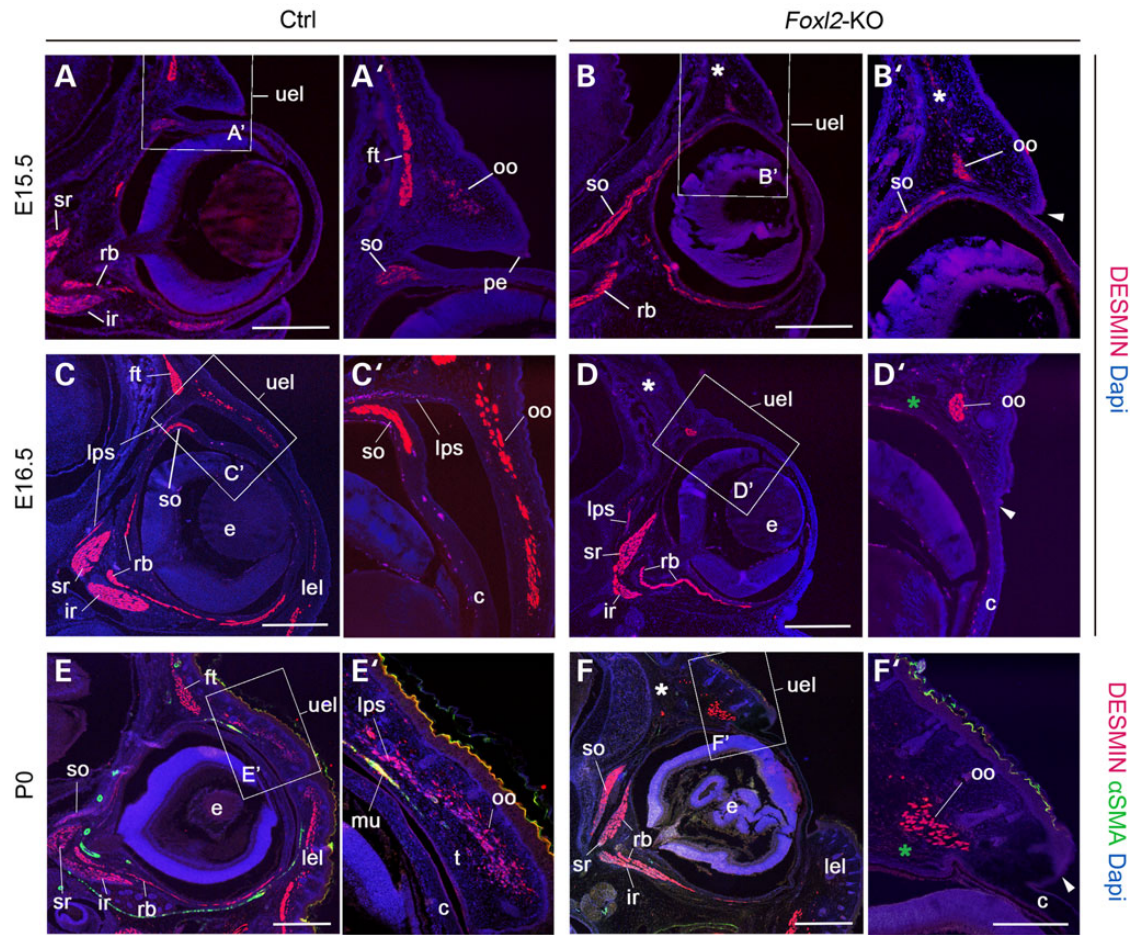 Ctrl
Foxl2-KO
E15.5
A
uel
A'
sr
rb
ir
A'
ft
oo
so
pe
B
*
uel
so
B'
rb
B'
*
oo
so
DESMIN Dapi
E16.5
C
ft
uel
lps
so
C'
e
rb
sr
ir
lel
C'
so
lps
oo
c
D
*
uel
D'
lps
e
sr
rb
ir
D'
*
oo
c
P0
E
ft
uel
E'
so
e
lel
sr
ir
rb
E'
lps
mu
oo
t
c
F
*
uel
F'
so
e
rb
lel
sr
ir
F'
oo
*
c
DESMIN αSMA Dapi